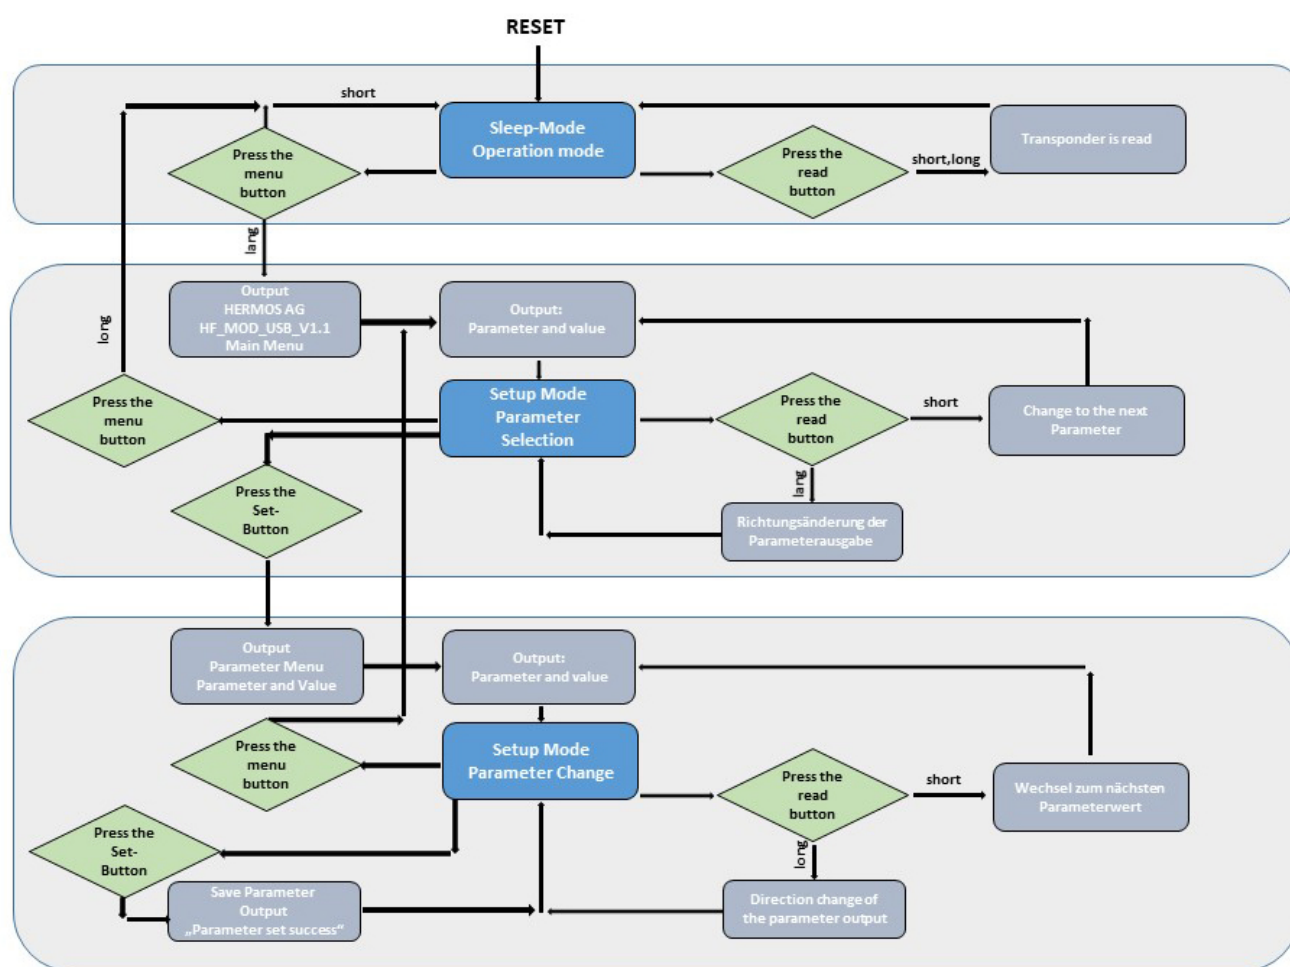 RESET
short
Sleep-Mode
Operation mode
Press the
menu
button
Press the
read
button
short,long
Transponder is read
lang
Output
HERMOS AG
HF_MOD_USB_V1.1
Main Menu
Output:
Parameter and value
long
Press the
menu
button
Setup Mode
Parameter
Selection
Press the
read
button
short
Change to the next
Parameter
Press the
Set-
Button
lang
Richtungsänderung der
Parameterausgabe
Output
Parameter Menu
Parameter and Value
Output:
Parameter and value
Press the
menu
button
Setup Mode
Parameter Change
Press the
read
button
short
Wechsel zum nächsten
Parameterwert
Press the
Set-
Button
long
Save Parameter
Output
„Parameter set success“
Direction change of
the parameter output